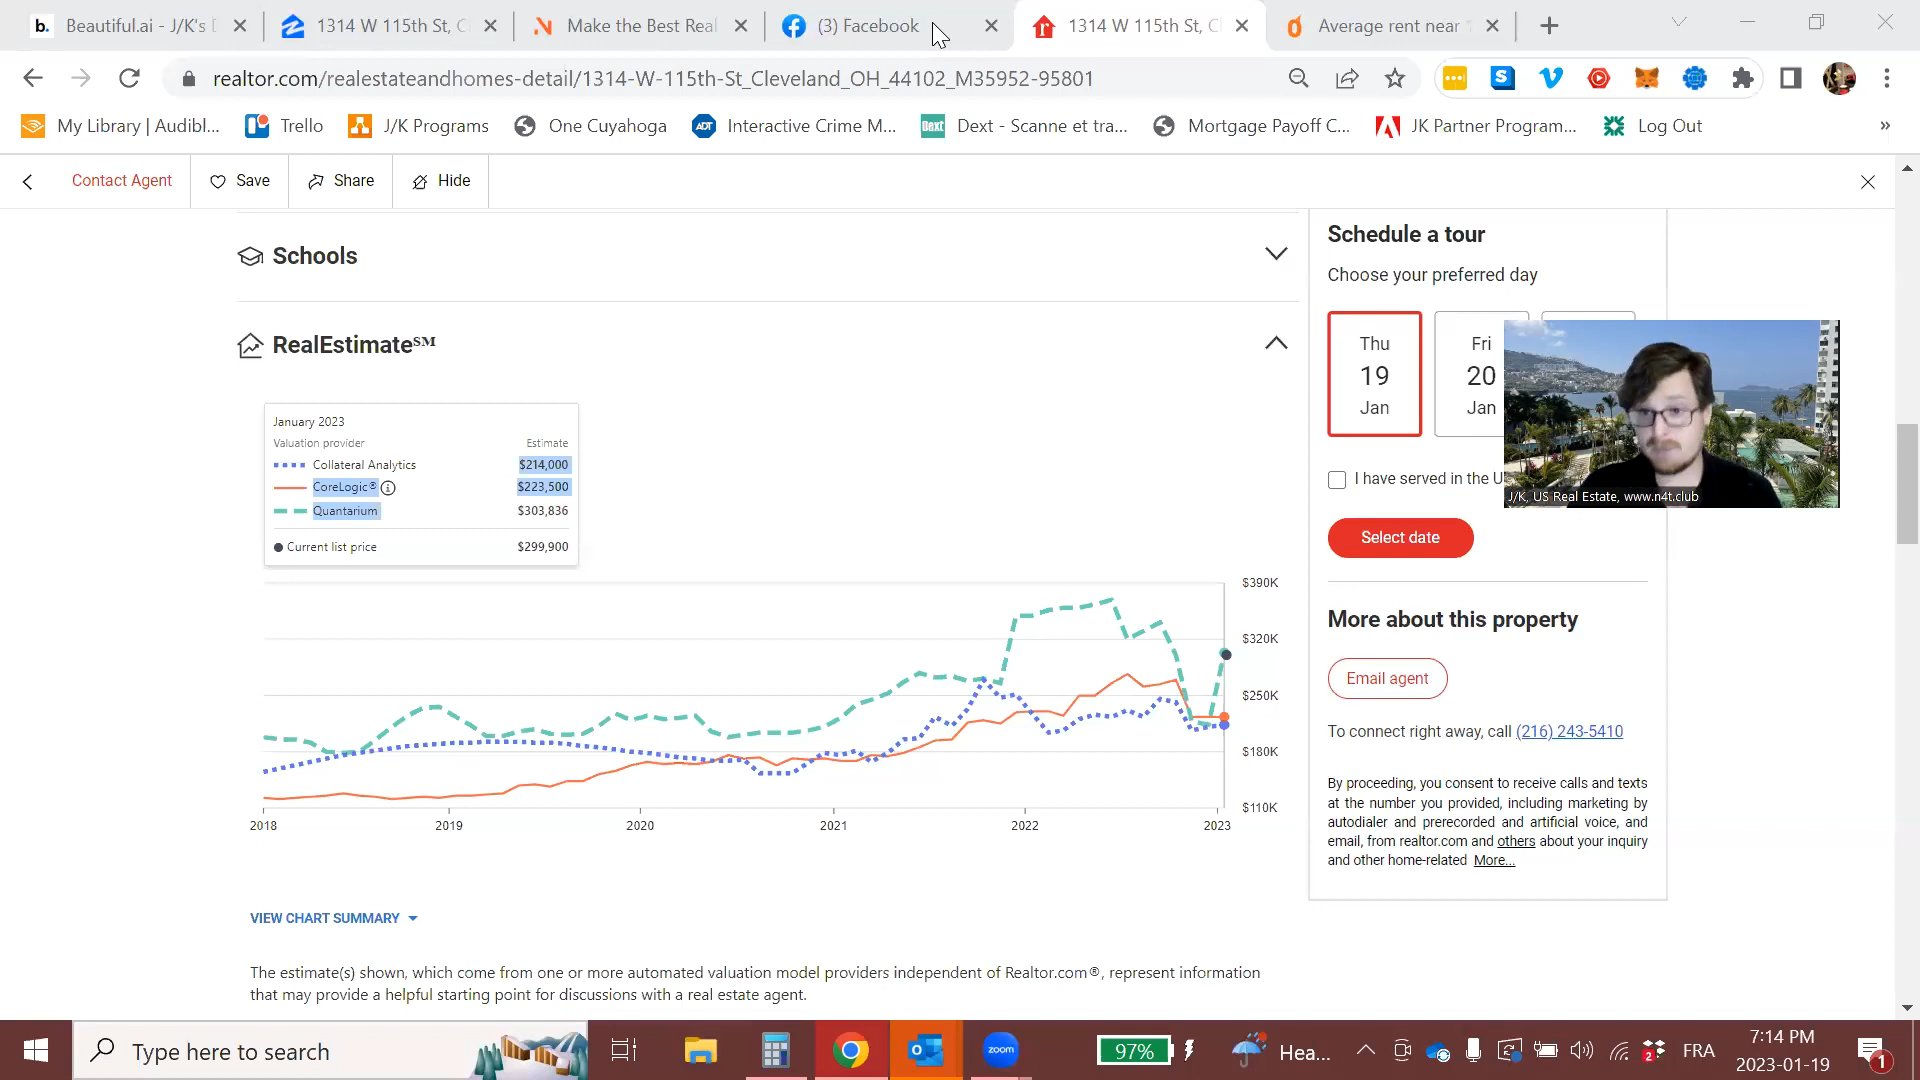 b. Beautiful.ai - J/K's
1314 W 115th St, C
Make the Best Real
(3) Facebook
1314 W 115th St, Cl
Average rent near
realtor.com/realestateandhomes-detail/1314-W-115th-St_Cleveland_OH_44102_M35952-95801
My Library | Audibl...
Trello
J/K Programs
One Cuyahoga
ADT
Interactive Crime M...
Dext
Dext - Scanne et tra...
Mortgage Payoff C...
JK Partner Program...
Log Out
»
Contact Agent
Save
Share
Hide
Schools
RealEstimate℠
January 2023
Valuation provider Estimate
Collateral Analytics $214,000
CoreLogic® $223,500
Quantarium $303,836
Current list price $299,900
$390K
$320K
$250K
$180K
$110K
2018 2019 2020 2021 2022 2023
VIEW CHART SUMMARY
The estimate(s) shown, which come from one or more automated valuation model providers independent of Realtor.com®, represent information
that may provide a helpful starting point for discussions with a real estate agent.
Schedule a tour
Choose your preferred day
Thu
19
Jan
Fri
20
Jan
I have served in the U
J/K, US Real Estate, www.n4t.club
Select date
More about this property
Email agent
To connect right away, call (216) 243-5410
By proceeding, you consent to receive calls and texts
at the number you provided, including marketing by
autodialer and prerecorded and artificial voice, and
email, from realtor.com and others about your inquiry
and other home-related More...
Type here to search
zoom
97%
Hea...
2
FRA
7:14 PM
2023-01-19
1